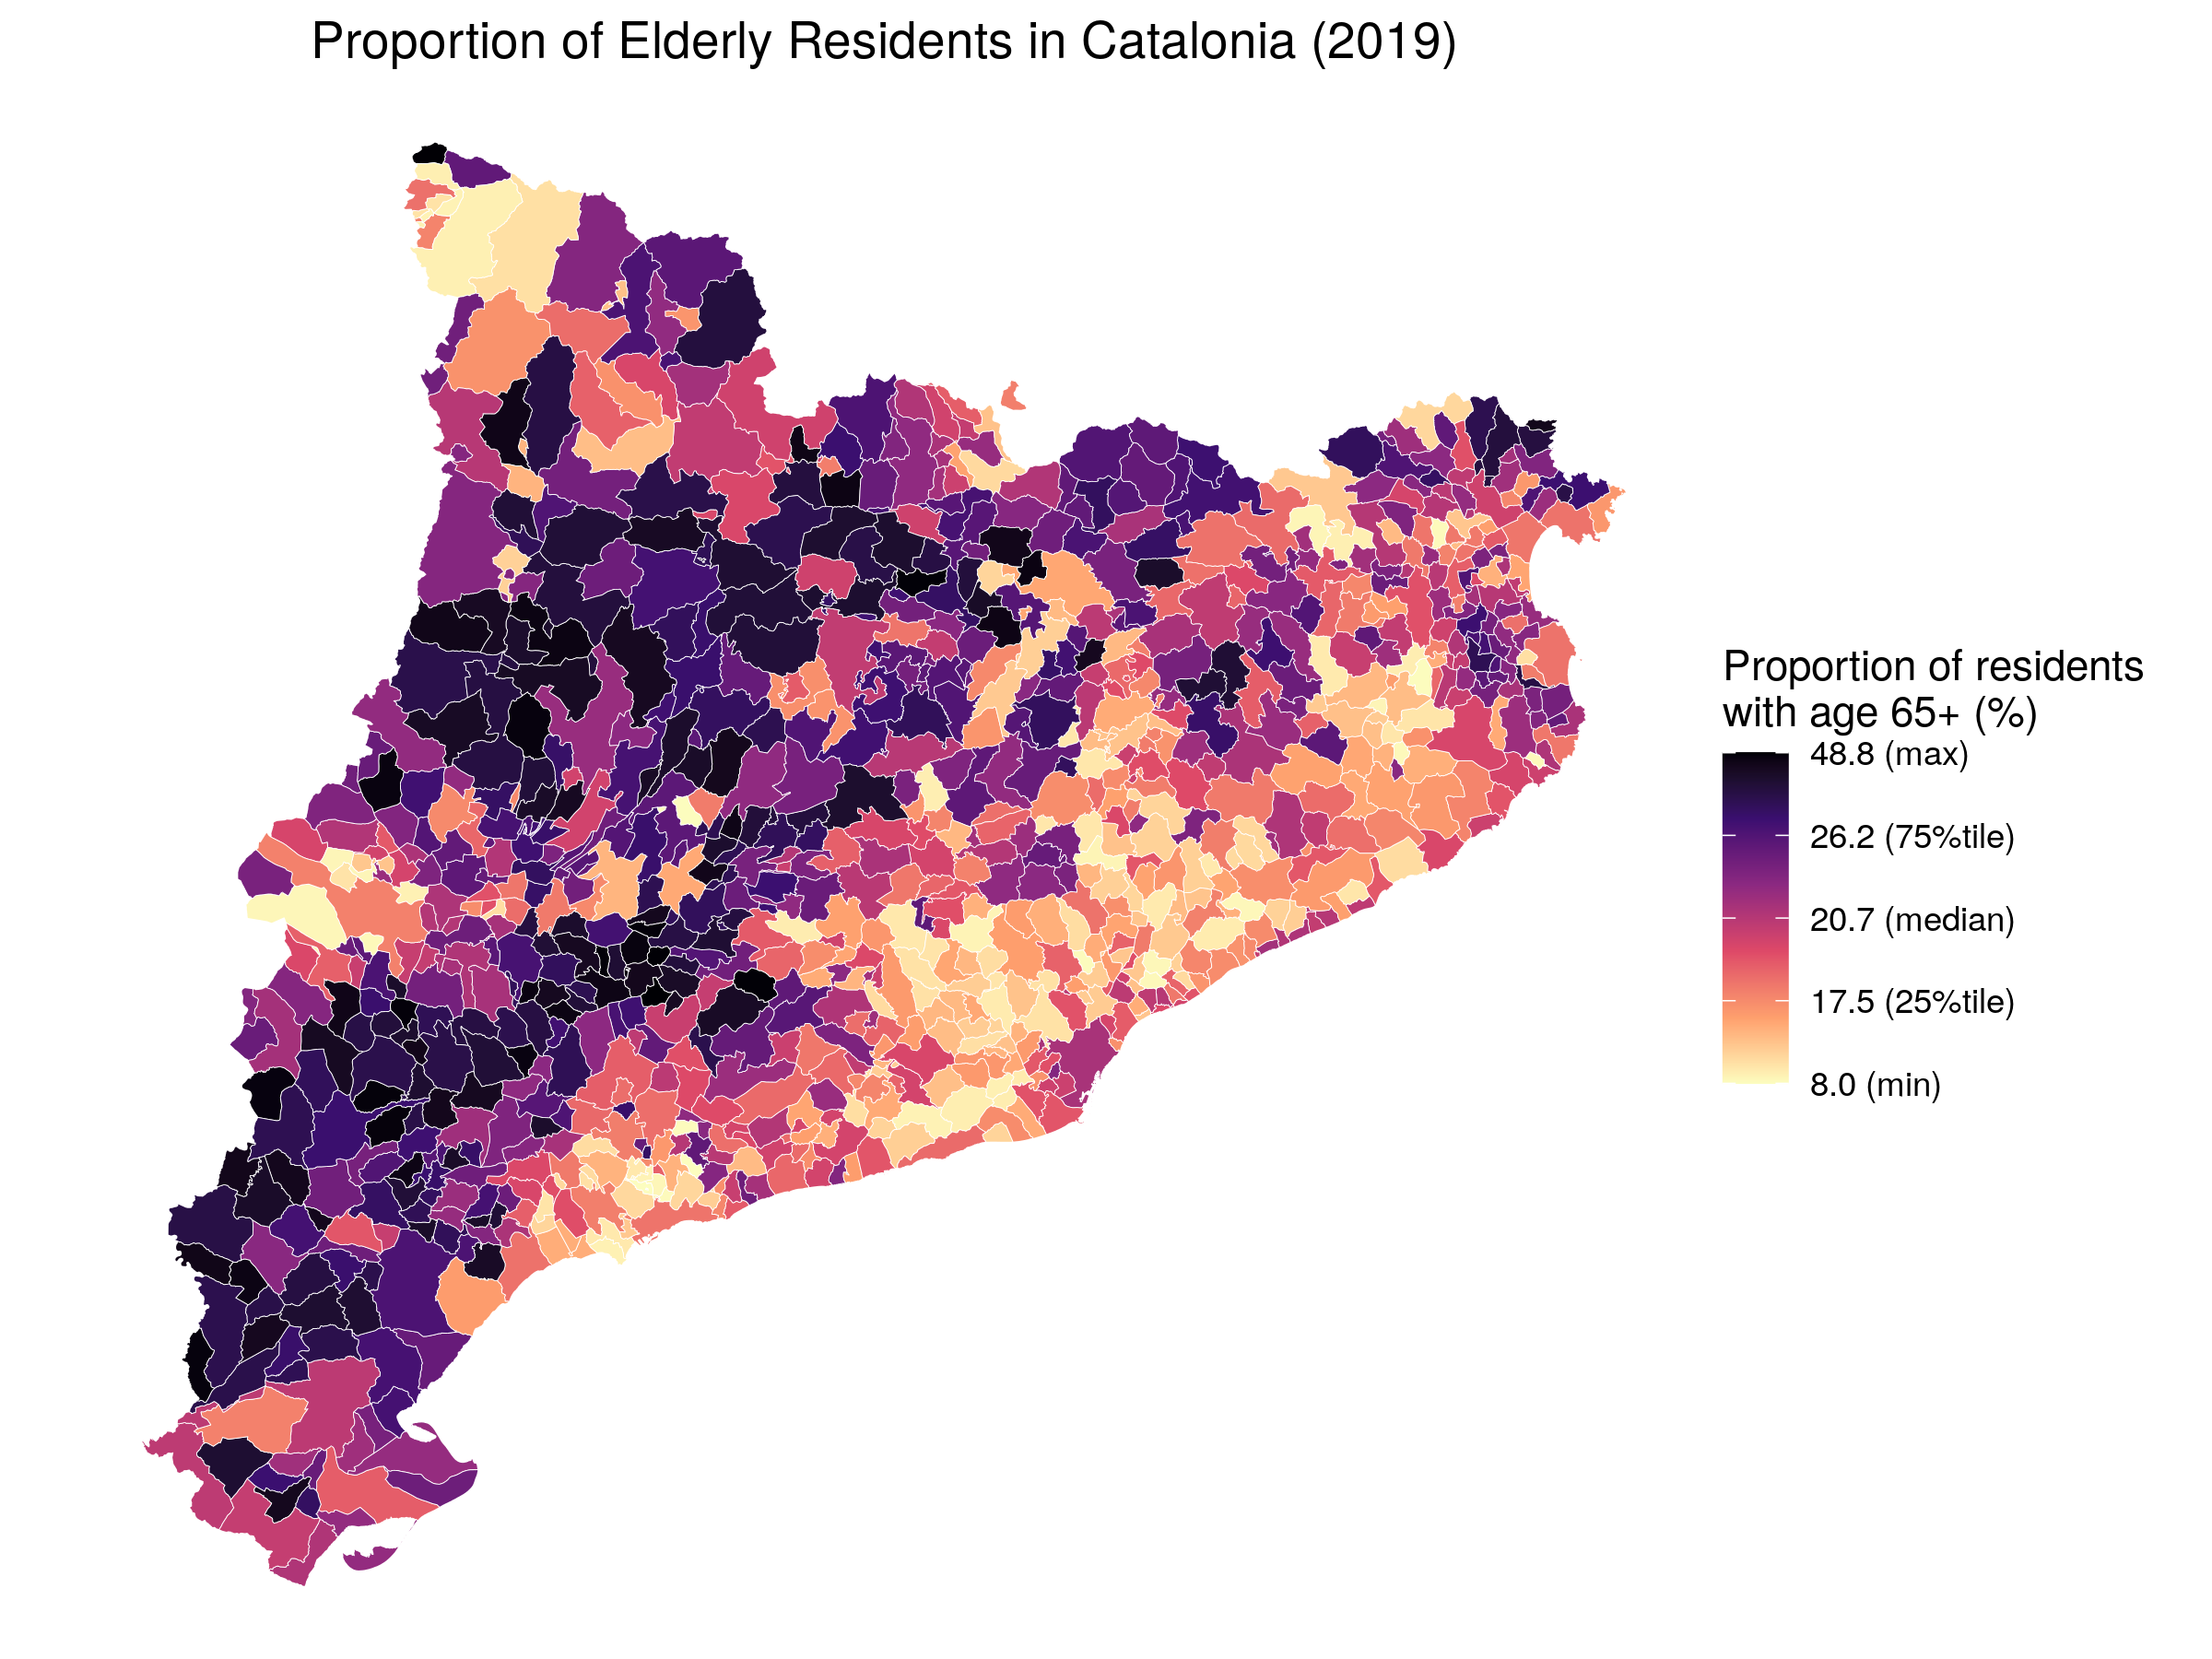 Proportion of Elderly Residents in Catalonia (2019)
Proportion of residents
with age 65+ (%)
48.8 (max)
26.2 (75%tile)
20.7 (median)
17.5 (25%tile)
8.0 (min)